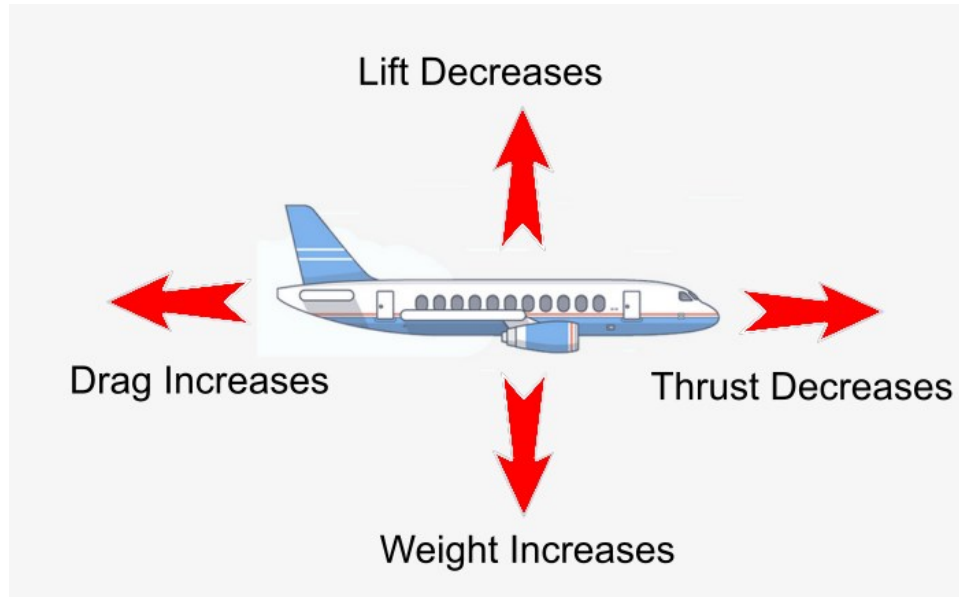 Lift Decreases
Drag Increases
Thrust Decreases
Weight Increases